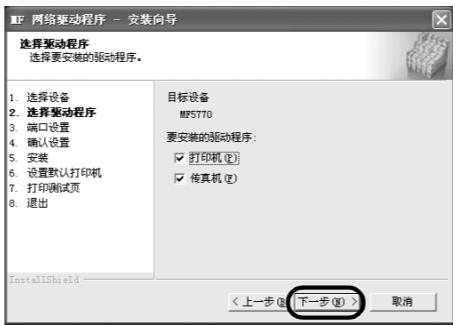 MF 网络驱动程序 - 安装向导
选择驱动程序
选择要安装的驱动程序。
1. 选择设备
2. 选择驱动程序
3. 端口设置
4. 确认设置
5. 安装
6. 设置默认打印机
7. 打印测试页
8. 退出
目标设备
MF5770
要安装的驱动程序:
打印机(P)
传真机(F)
InstallShield
< 上一步(B) 下一步(N) > 取消